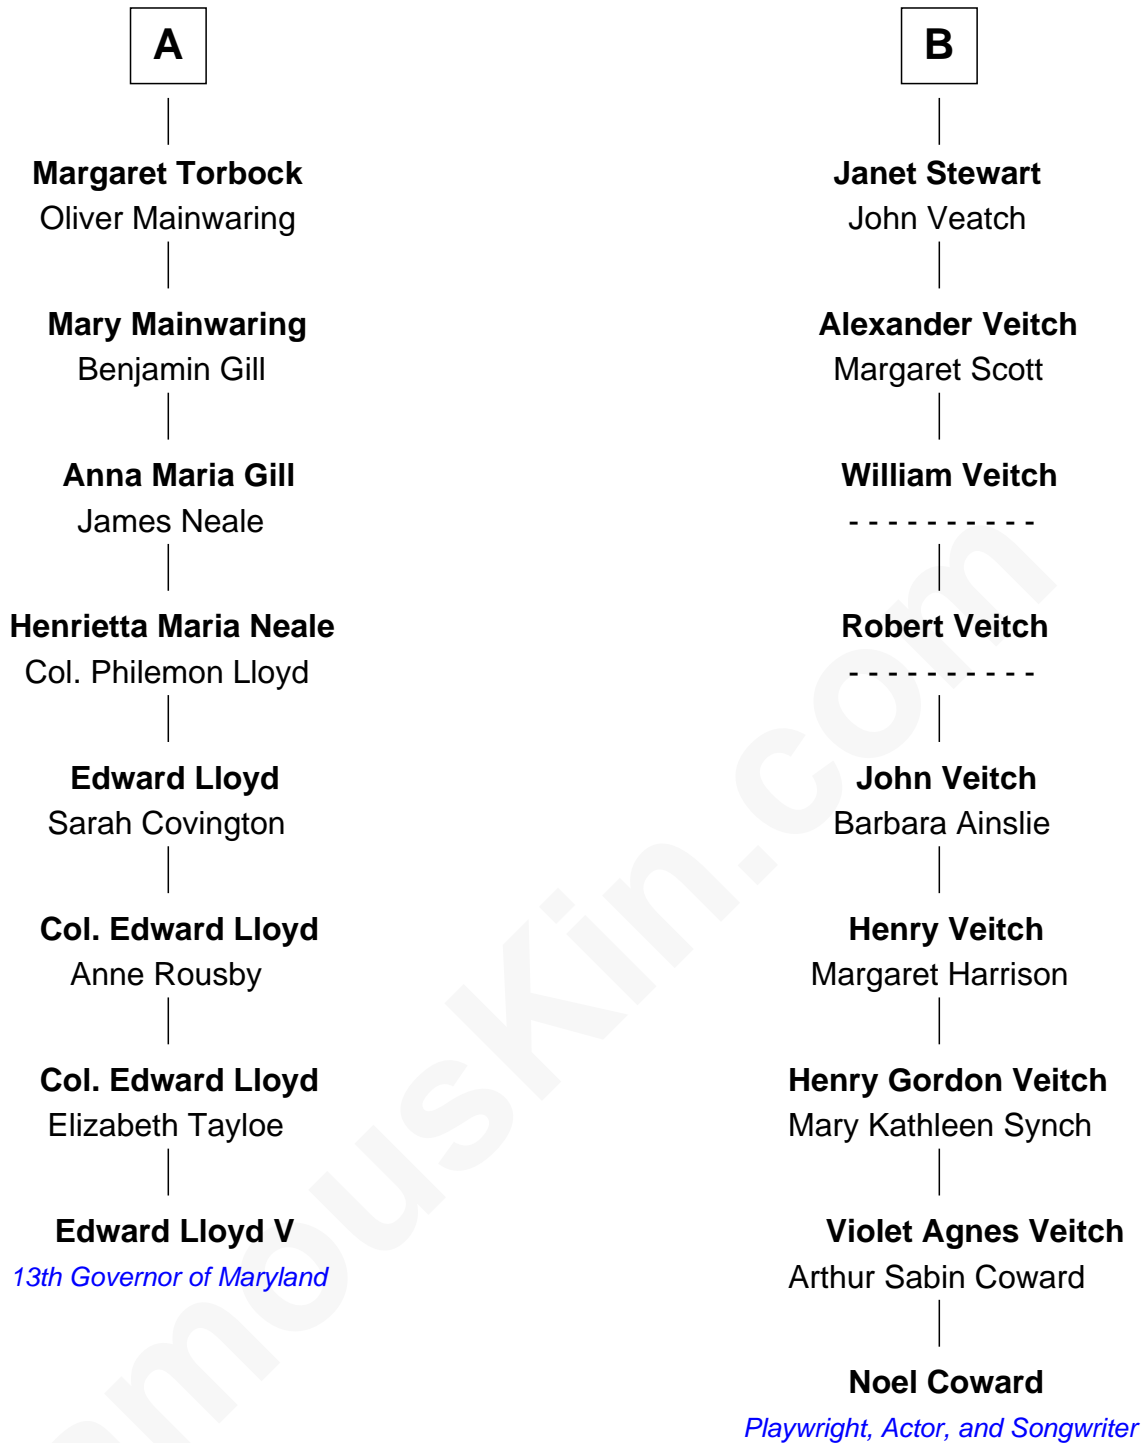 A
Margaret Torbock
Oliver Mainwaring
Mary Mainwaring
Benjamin Gill
Anna Maria Gill
James Neale
Henrietta Maria Neale
Col. Philemon Lloyd
Edward Lloyd
Sarah Covington
Col. Edward Lloyd
Anne Rousby
Col. Edward Lloyd
Elizabeth Tayloe
Edward Lloyd V
13th Governor of Maryland
B
Janet Stewart
John Veatch
Alexander Veitch
Margaret Scott
William Veitch
- - - - - - - - - -
Robert Veitch
- - - - - - - - - -
John Veitch
Barbara Ainslie
Henry Veitch
Margaret Harrison
Henry Gordon Veitch
Mary Kathleen Synch
Violet Agnes Veitch
Arthur Sabin Coward
Noel Coward
Playwright, Actor, and Songwriter
amouskin.com